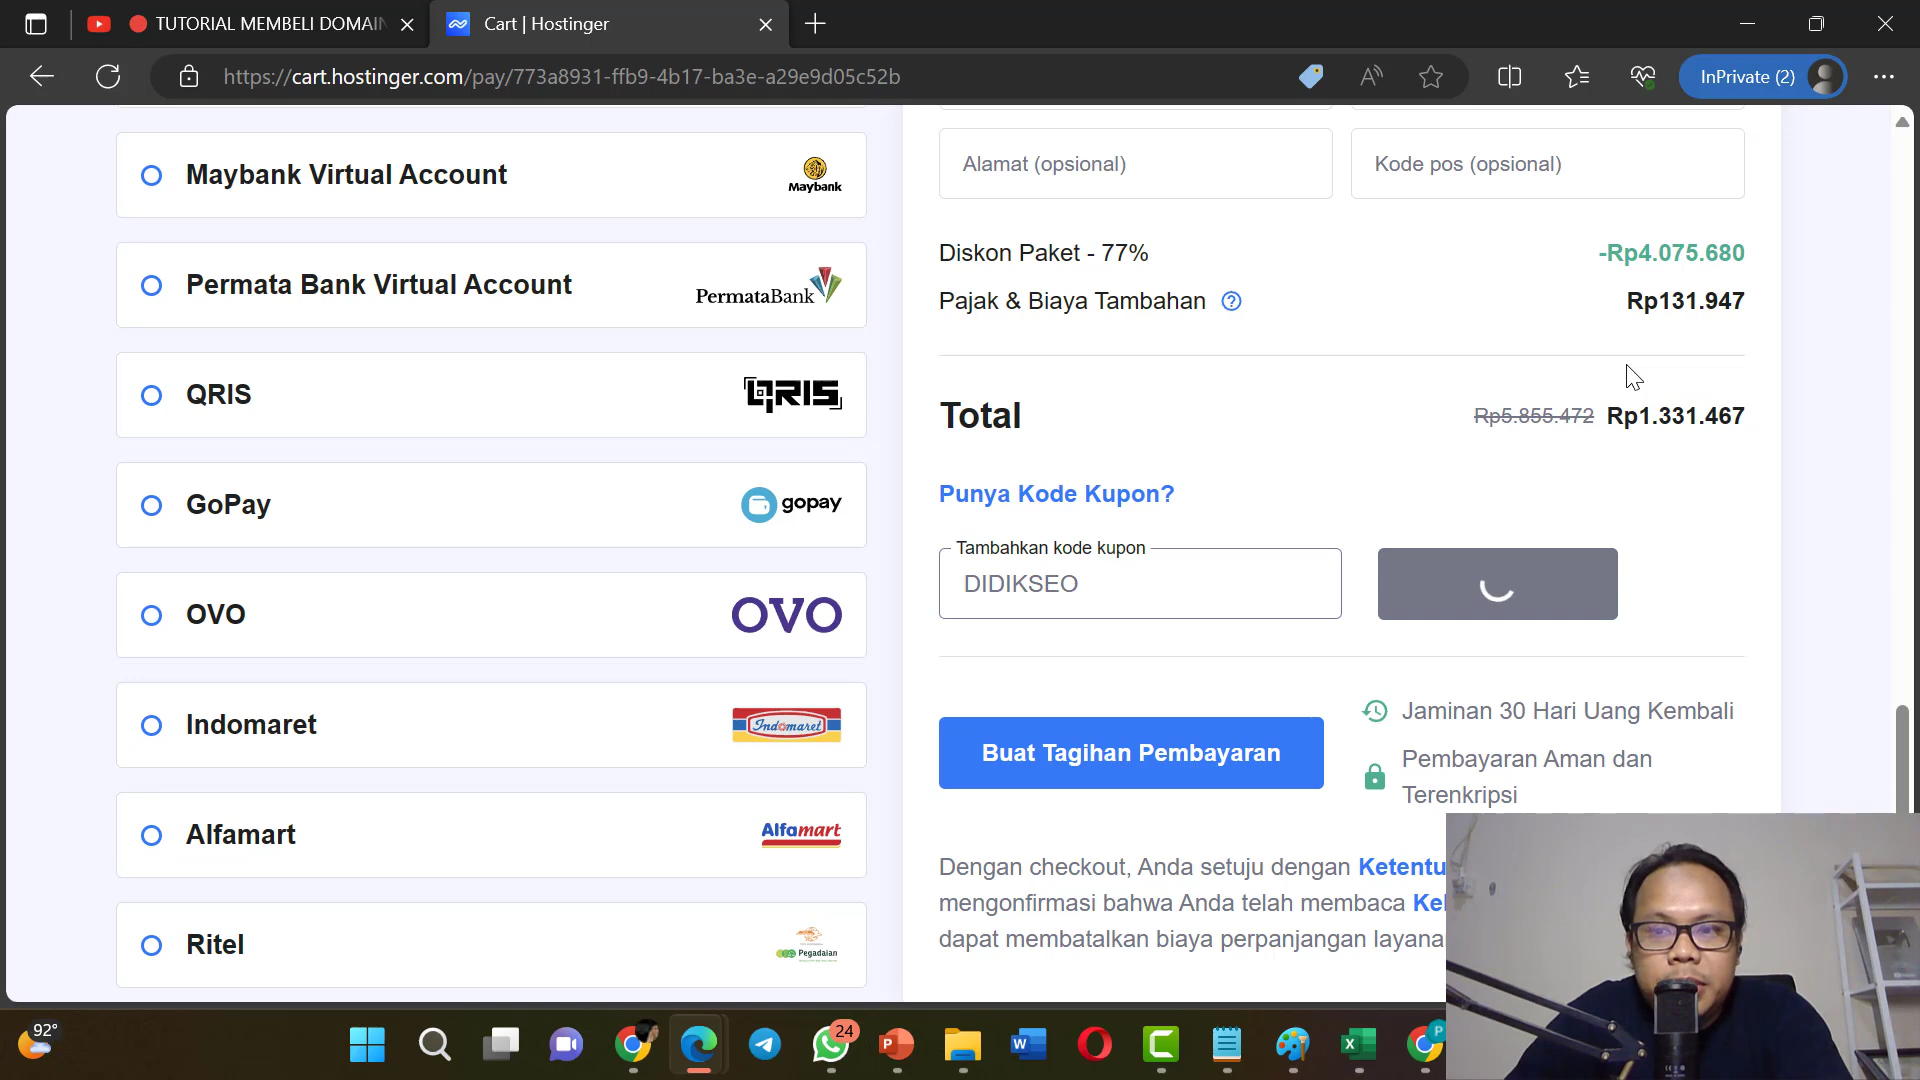 TUTORIAL MEMBELI DOMAIN
Cart | Hostinger
https://cart.hostinger.com/pay/773a8931-ffb9-4b17-ba3e-a29e9d05c52b
InPrivate (2)
Maybank Virtual Account
Maybank
Permata Bank Virtual Account
PermataBank
QRIS
QRIS
GoPay
gopay
OVO
OVO
Indomaret
Indomaret
Alfamart
Alfamart
Ritel
Pegadaian
Alamat (opsional)
Kode pos (opsional)
Diskon Paket - 77%
-Rp4.075.680
Pajak & Biaya Tambahan
Rp131.947
Total
Rp5.855.472 Rp1.331.467
Punya Kode Kupon?
Tambahkan kode kupon
DIDIKSEO
Buat Tagihan Pembayaran
Jaminan 30 Hari Uang Kembali
Pembayaran Aman dan
Terenkripsi
Dengan checkout, Anda setuju dengan Ketentu
mengonfirmasi bahwa Anda telah membaca Ke
dapat membatalkan biaya perpanjangan layana
92°
24